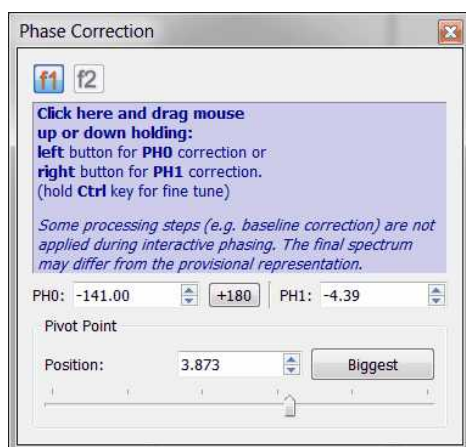 Phase Correction
f1 f2
Click here and drag mouse
up or down holding:
left button for PH0 correction or
right button for PH1 correction.
(hold Ctrl key for fine tune)
Some processing steps (e.g. baseline correction) are not
applied during interactive phasing. The final spectrum
may differ from the provisional representation.
PH0: -141.00 +180 PH1: -4.39
Pivot Point
Position: 3.873 Biggest